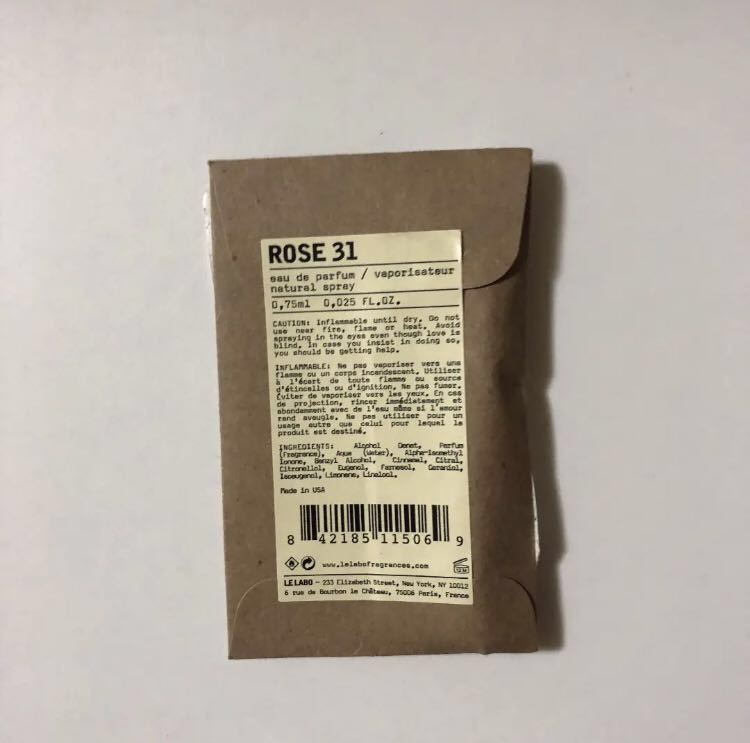 ROSE 31
eau de parfum / vaporisateur
natural spray
0,75ml 0,025 FL.OZ.
CAUTION: Inflammable until dry. Do not
use near fire, flame or heat. Avoid
spraying in the eyes even though love is
blind. In case you insist in doing so,
you should be getting help.
INFLAMMABLE: Ne pas vaporiser vers une
flamme ou un corps incandescent. Utiliser
à l'écart de toute flamme ou source
d'étincelles ou d'ignition. Ne pas fumer.
Éviter de vaporiser vers les yeux. En cas
de projection, rincer immédiatement et
abondamment avec de l'eau même si l'amour
rend aveugle. Ne pas utiliser pour un
usage autre que celui pour lequel le
produit est destiné.
INGREDIENTS: Alcohol Denat, Parfum
(Fragrance), Aqua (Water), Alpha-isomethyl
Ionone, Benzyl Alcohol, Cinnamal, Citral,
Citronellol, Eugenol, Farnesol, Geraniol,
Isoeugenol, Limonene, Linalool.
Made in USA
8 42185 11506 9
www.lelabofragrances.com
LE LABO - 233 Elizabeth Street, New York, NY 10012
6 rue de Bourbon le Château, 75006 Paris, France